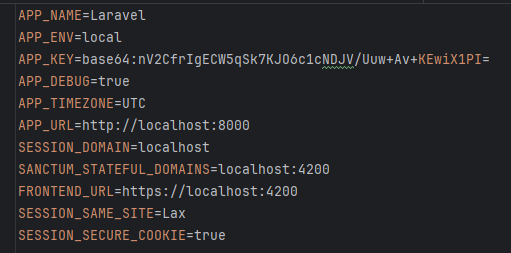 APP_NAME=Laravel
APP_ENV=local
APP_KEY=base64:nV2CfrIgECW5qSk7KJO6c1cNDJV/Uuw+Av+KEwiX1PI=
APP_DEBUG=true
APP_TIMEZONE=UTC
APP_URL=http://localhost:8000
SESSION_DOMAIN=localhost
SANCTUM_STATEFUL_DOMAINS=localhost:4200
FRONTEND_URL=https://localhost:4200
SESSION_SAME_SITE=Lax
SESSION_SECURE_COOKIE=true